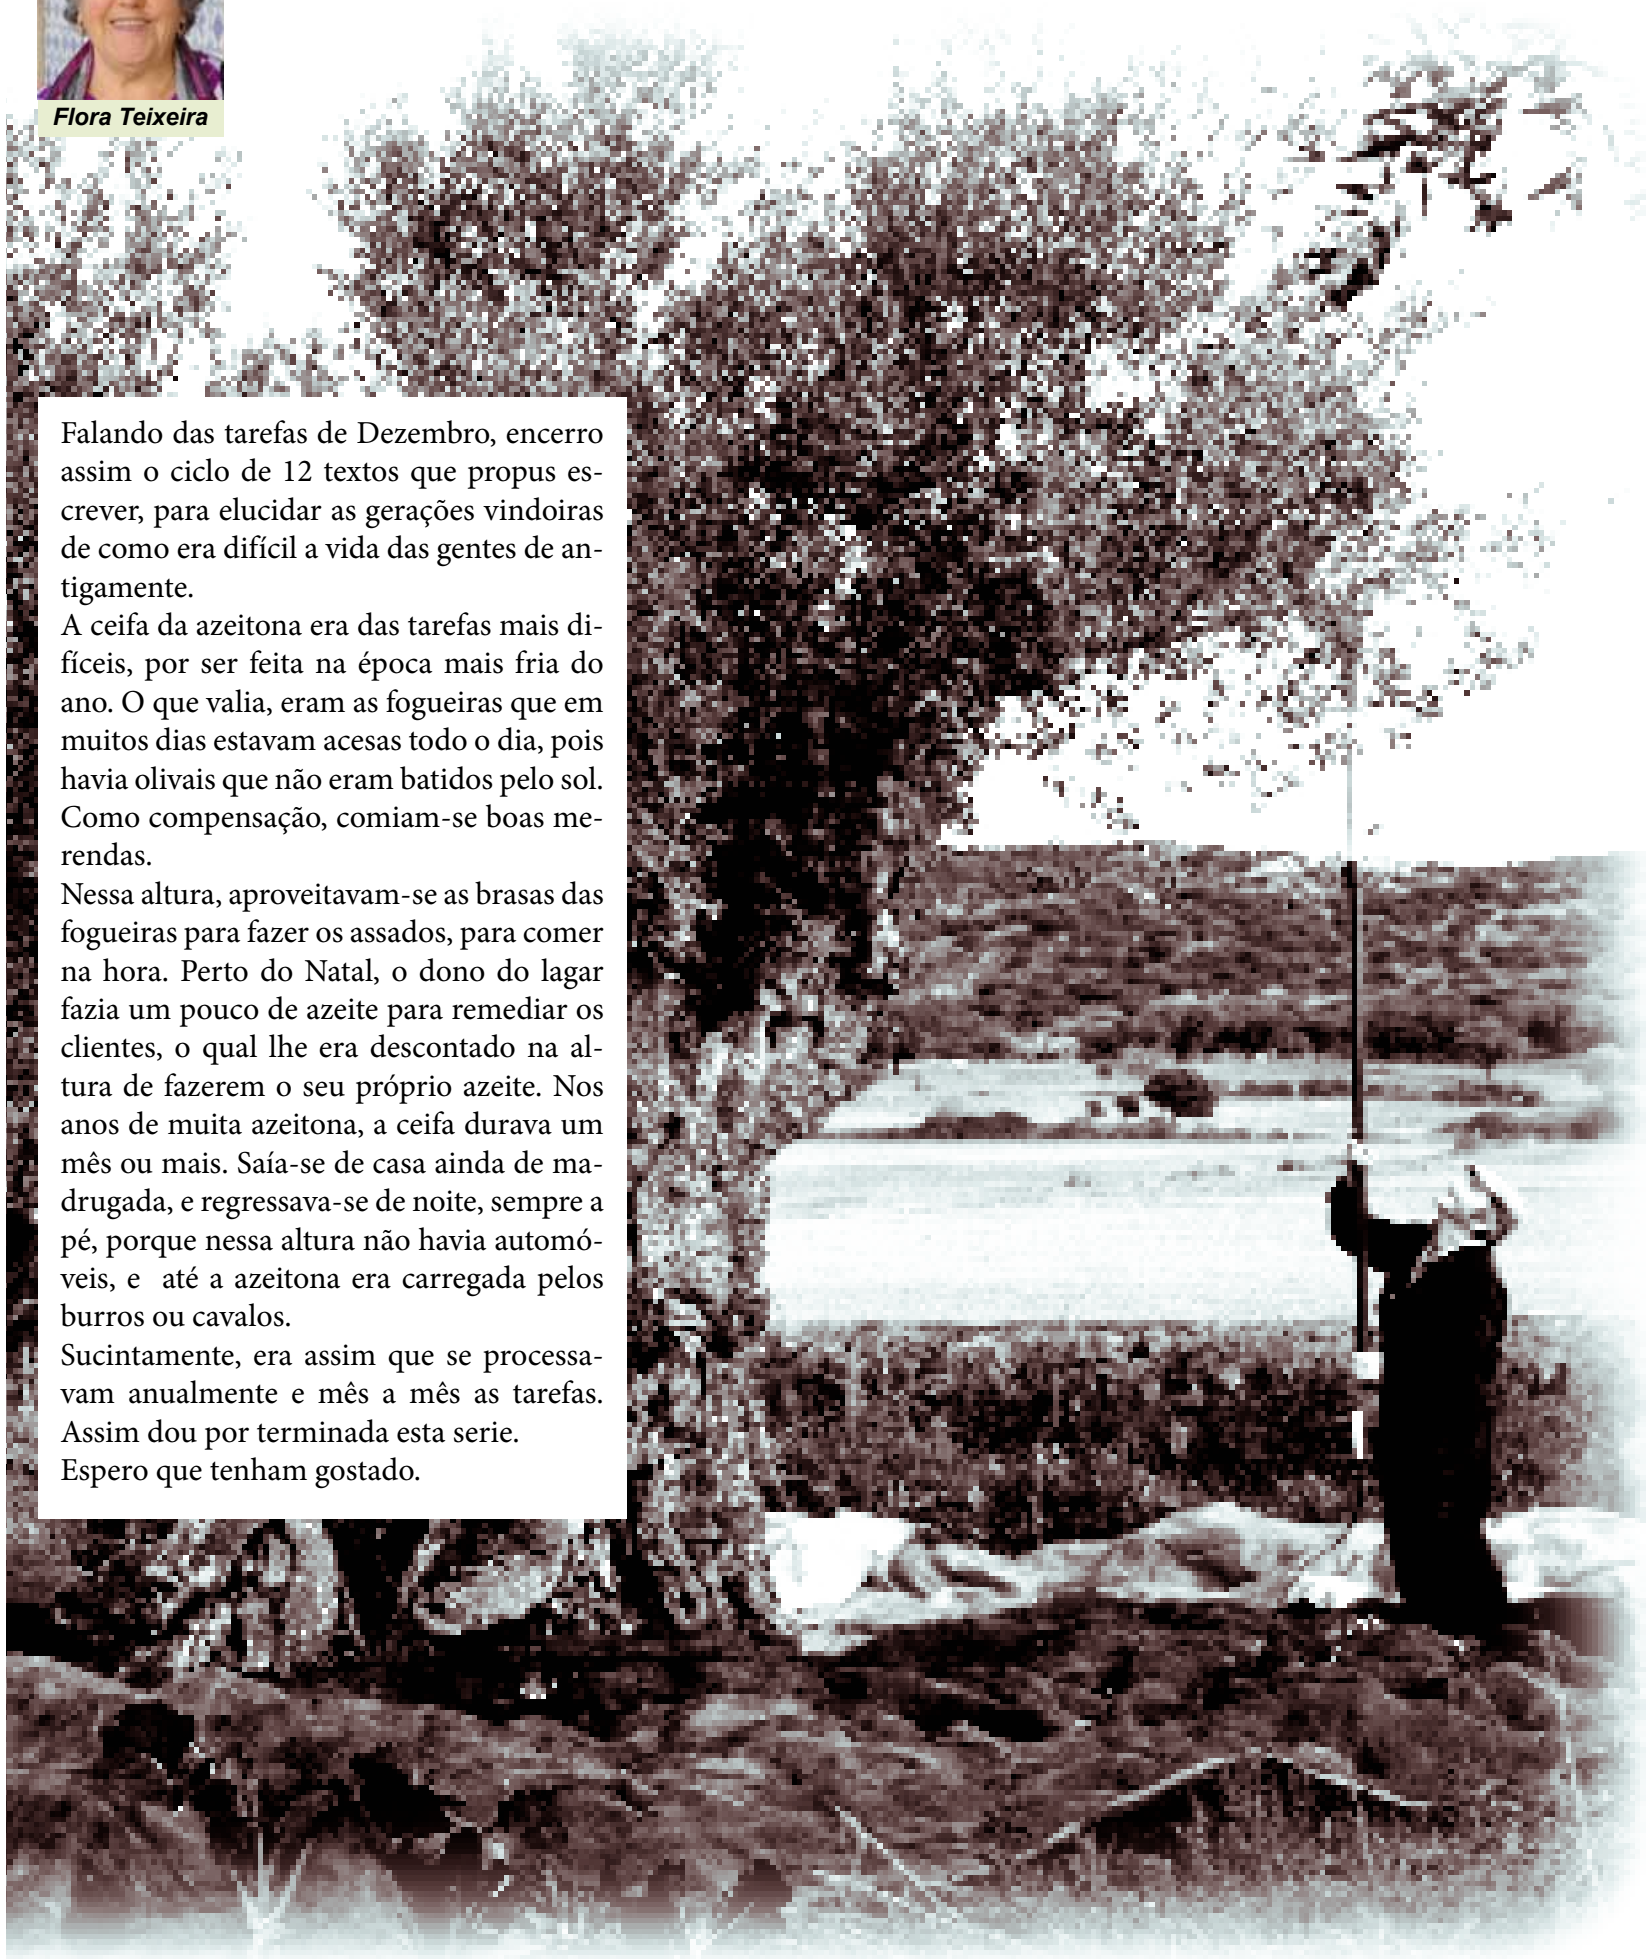 Flora Teixeira
Falando das tarefas de Dezembro, encerro
assim o ciclo de 12 textos que propus es-
crever, para elucidar as gerações vindoiras
de como era difícil a vida das gentes de an-
tigamente.
A ceifa da azeitona era das tarefas mais di-
fíceis, por ser feita na época mais fria do
ano. O que valia, eram as fogueiras que em
muitos dias estavam acesas todo o dia, pois
havia olivais que não eram batidos pelo sol.
Como compensação, comiam-se boas me-
rendas.
Nessa altura, aproveitavam-se as brasas das
fogueiras para fazer os assados, para comer
na hora. Perto do Natal, o dono do lagar
fazia um pouco de azeite para remediar os
clientes, o qual lhe era descontado na al-
tura de fazerem o seu próprio azeite. Nos
anos de muita azeitona, a ceifa durava um
mês ou mais. Saía-se de casa ainda de ma-
drugada, e regressava-se de noite, sempre a
pé, porque nessa altura não havia automó-
veis, e  até a azeitona era carregada pelos
burros ou cavalos.
Sucintamente, era assim que se processa-
vam anualmente e mês a mês as tarefas.
Assim dou por terminada esta serie.
Espero que tenham gostado.